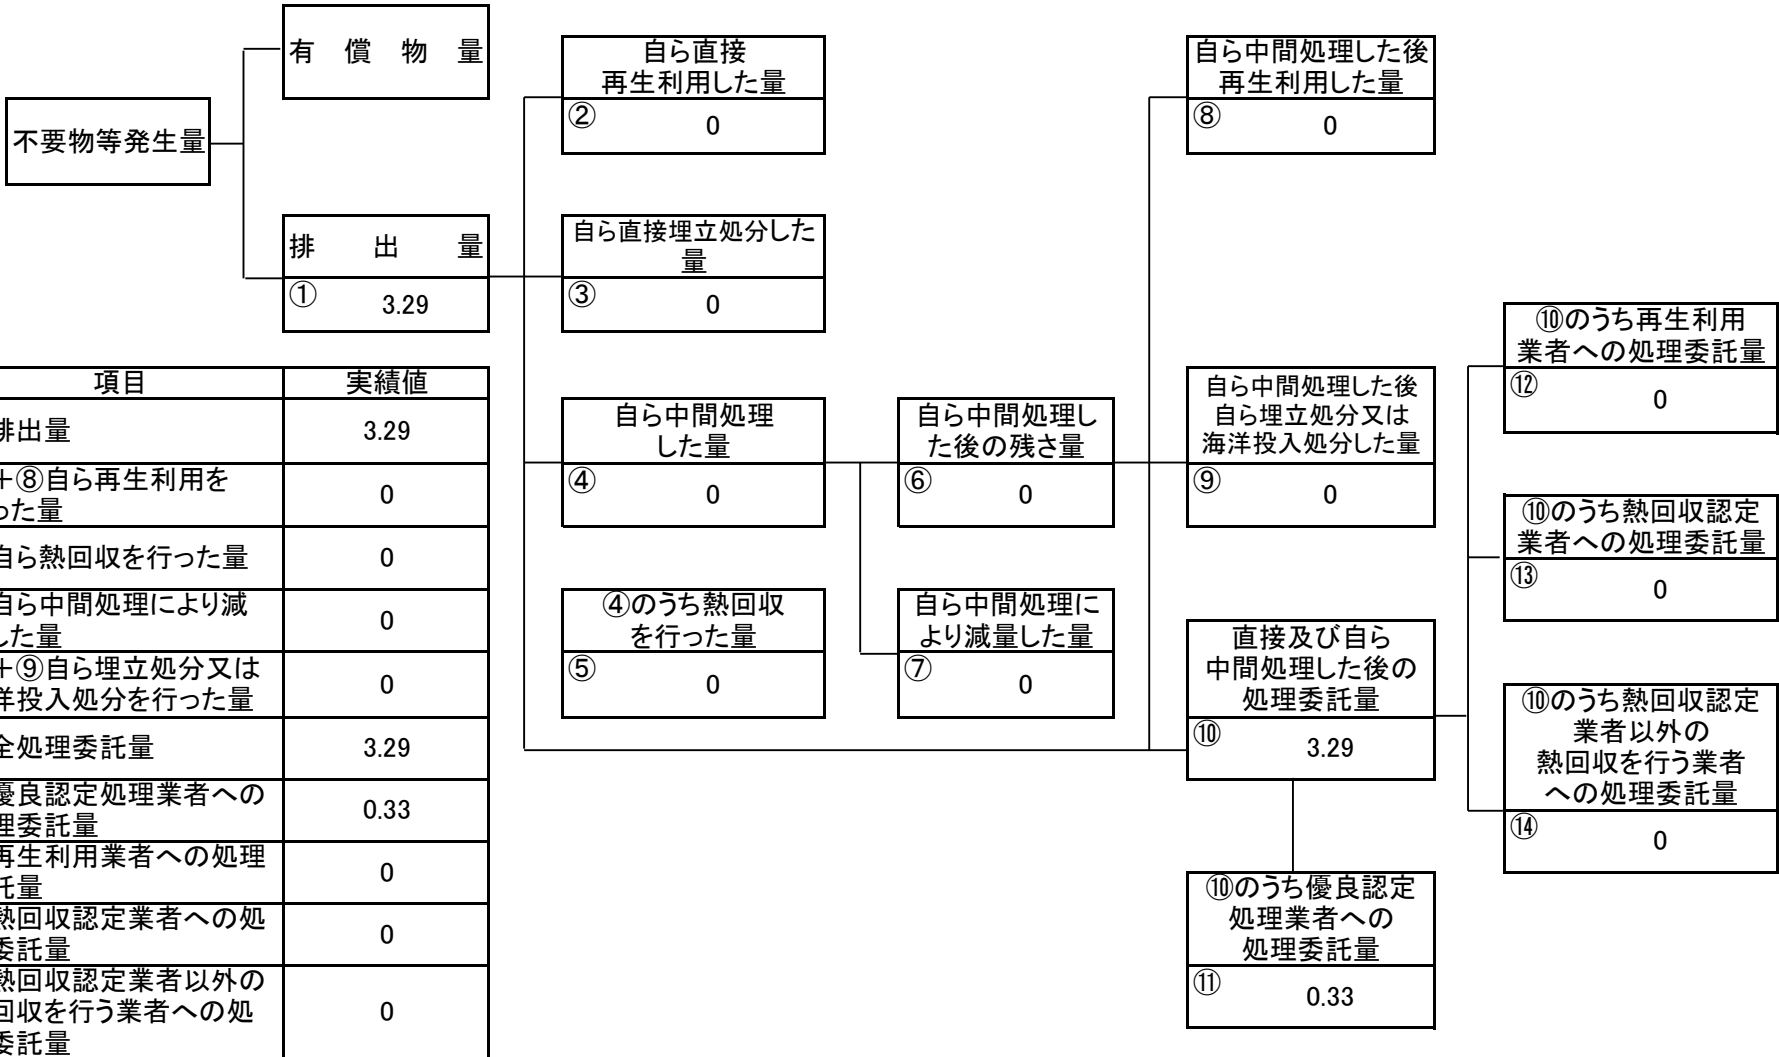 有償物量
不要物等発生量
排出量
① 3.29
自ら直接
再生利用した量
② 0
自ら直接埋立処分した
量
③ 0
自ら中間処理
した量
④ 0
④のうち熱回収
を行った量
⑤ 0
自ら中間処理し
た後の残さ量
⑥ 0
自ら中間処理に
より減量した量
⑦ 0
自ら中間処理した後
再生利用した量
⑧ 0
自ら中間処理した後
自ら埋立処分又は
海洋投入処分した量
⑨ 0
直接及び自ら
中間処理した後の
処理委託量
⑩ 3.29
⑩のうち優良認定
処理業者への
処理委託量
⑪ 0.33
⑩のうち再生利用
業者への処理委託量
⑫ 0
⑩のうち熱回収認定
業者への処理委託量
⑬ 0
⑩のうち熱回収認定
業者以外の
熱回収を行う業者
への処理委託量
⑭ 0
項目 実績値
排出量 3.29
+⑧自ら再生利用を
った量 0
自ら熱回収を行った量 0
自ら中間処理により減
した量 0
+⑨自ら埋立処分又は
洋投入処分を行った量 0
全処理委託量 3.29
優良認定処理業者への
理委託量 0.33
再生利用業者への処理
託量 0
熱回収認定業者への処
委託量 0
熱回収認定業者以外の
回収を行う業者への処
委託量 0